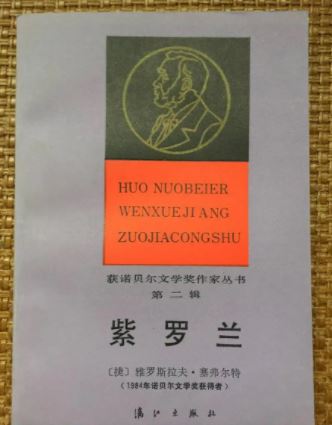 HUO NUOBEIER
WENXUEJIANG
ZUOJIACONGSHU
获诺贝尔文学奖作家丛书
第二辑
紫罗兰
〔捷〕雅罗斯拉夫·塞弗尔特
(1984年诺贝尔文学奖获得者)
漓江出版社